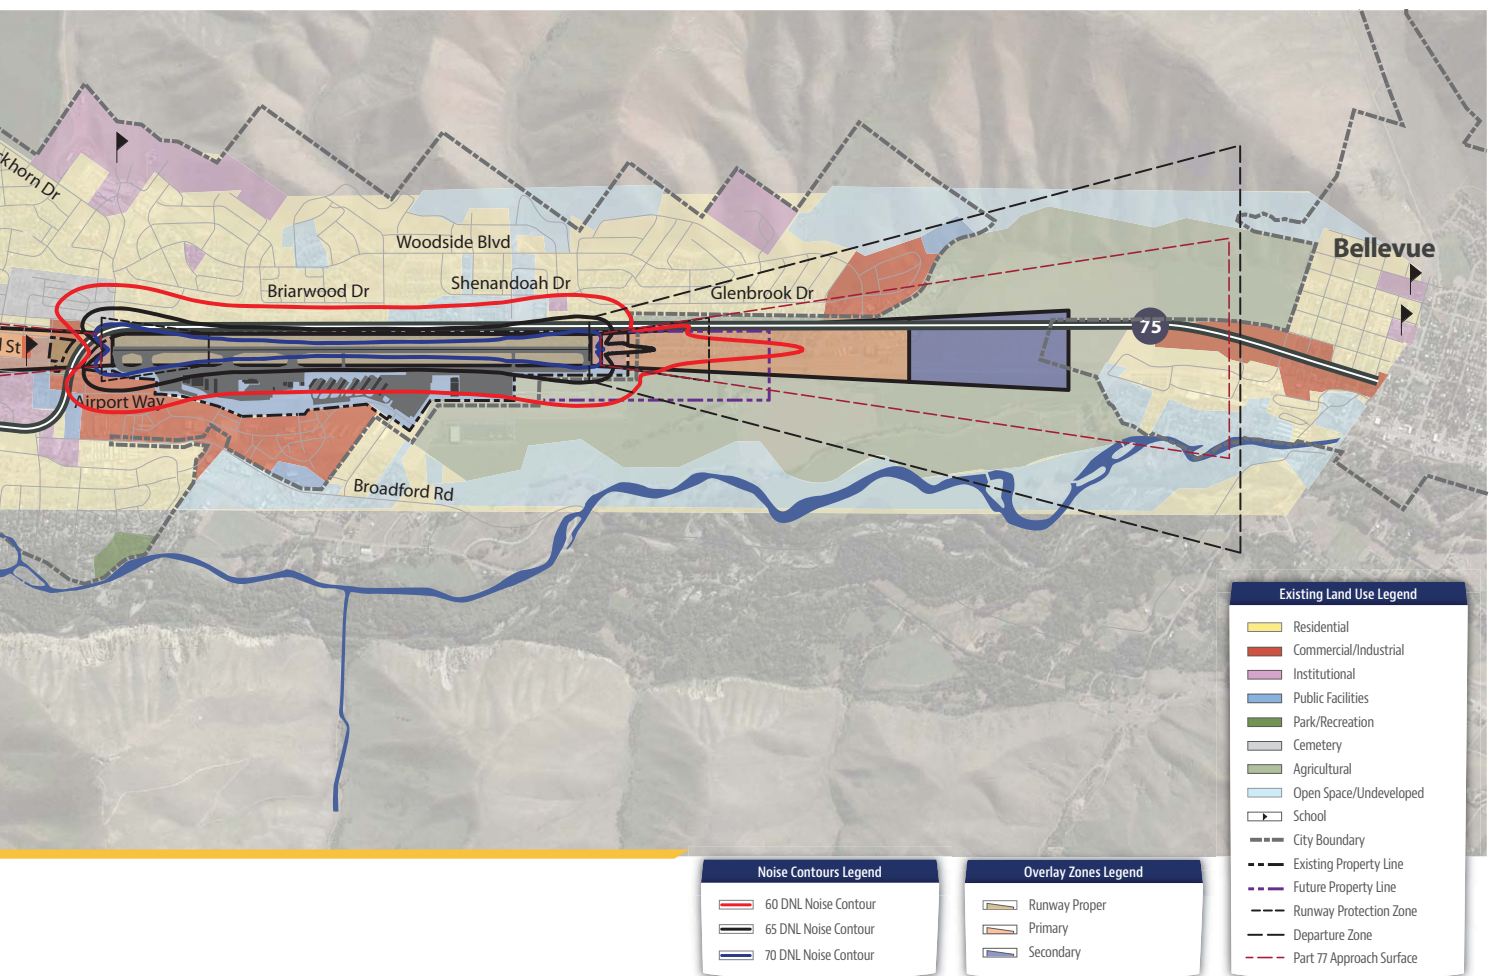 khorn Dr
Woodside Blvd
Shenandoah Dr
Briarwood Dr
Glenbrook Dr
Bellevue
75
St
Airport Way
Broadford Rd
Existing Land Use Legend
Residential
Commercial/Industrial
Institutional
Public Facilities
Park/Recreation
Cemetery
Agricultural
Open Space/Undeveloped
School
City Boundary
Existing Property Line
Future Property Line
Runway Protection Zone
Departure Zone
Part 77 Approach Surface
Noise Contours Legend
60 DNL Noise Contour
65 DNL Noise Contour
70 DNL Noise Contour
Overlay Zones Legend
Runway Proper
Primary
Secondary